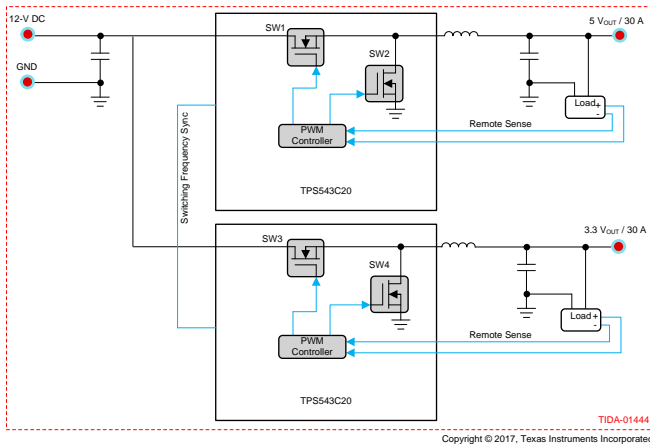 12-V DC
GND
SW1
SW2
5 VOUT / 30 A
Load+
-
Remote Sense
PWM
Controller
TPS543C20
Switching Frequency Sync
SW3
SW4
3.3 VOUT / 30 A
Load +
-
Remote Sense
PWM
Controller
TPS543C20
TIDA-01444
Copyright © 2017, Texas Instruments Incorporated